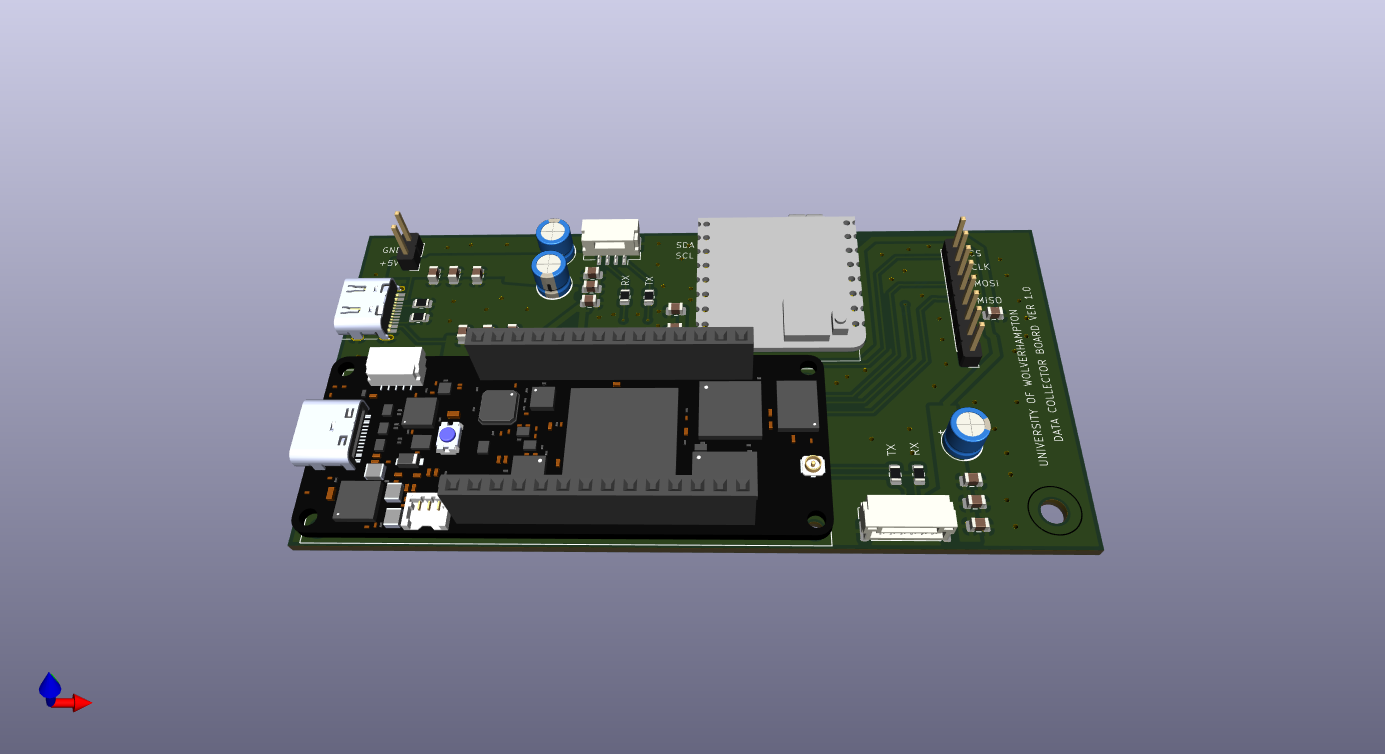 GND
+5V
SDA
SCL
RX
TX
CLK
MOSI
MISO
UNIVERSITY OF WOLVERHAMPTON
DATA COLLECTOR BOARD VER 1.0
TX
RX
+